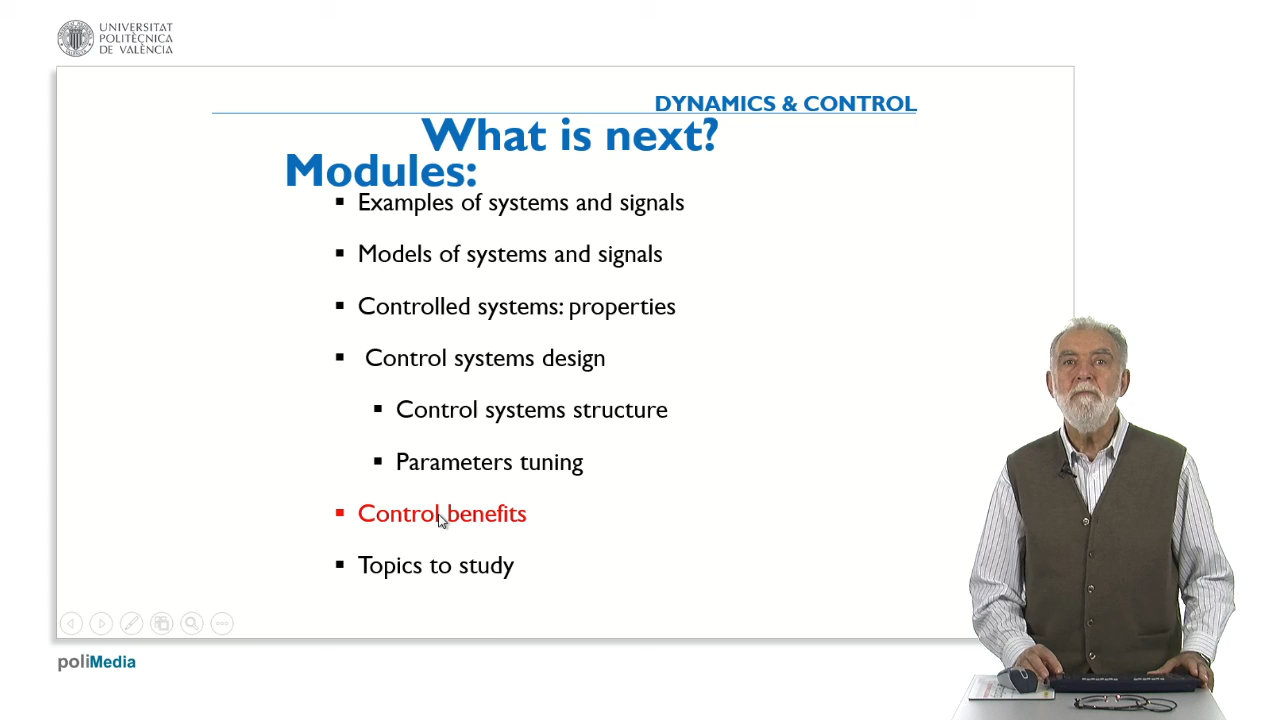 UNIVERSITAT
POLITÈCNICA
DE VALÈNCIA
DYNAMICS & CONTROL
What is next?
Modules:
▪ Examples of systems and signals
▪ Models of systems and signals
▪ Controlled systems: properties
▪ Control systems design
▪ Control systems structure
▪ Parameters tuning
▪ Control benefits
▪ Topics to study
poliMedia